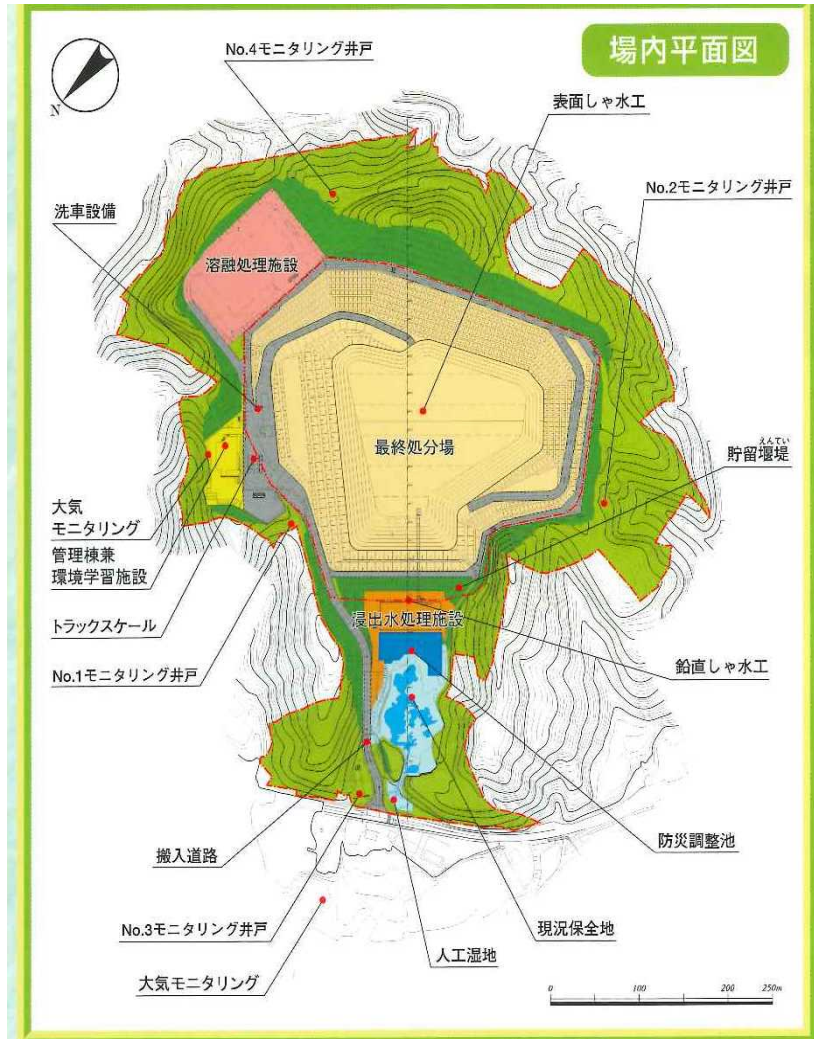 場内平面図
N
No.4モニタリング井戸
表面しゃ水工
No.2モニタリング井戸
洗車設備
溶融処理施設
最終処分場
えんてい
貯留堰堤
大気
モニタリング
管理棟兼
環境学習施設
トラックスケール
浸出水処理施設
No.1モニタリング井戸
鉛直しゃ水工
搬入道路
防災調整池
No.3モニタリング井戸
現況保全地
人工湿地
大気モニタリング
0 100 200 250m